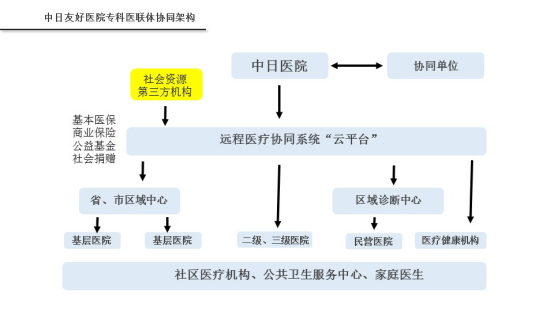 中日友好医院专科医联体协同架构
中日医院
协同单位
社会资源
第三方机构
基本医保
商业保险
公益基金
社会捐赠
远程医疗协同系统“云平台”
省、市区域中心
区域诊断中心
基层医院
基层医院
二级、三级医院
民营医院
医疗健康机构
社区医疗机构、公共卫生服务中心、家庭医生